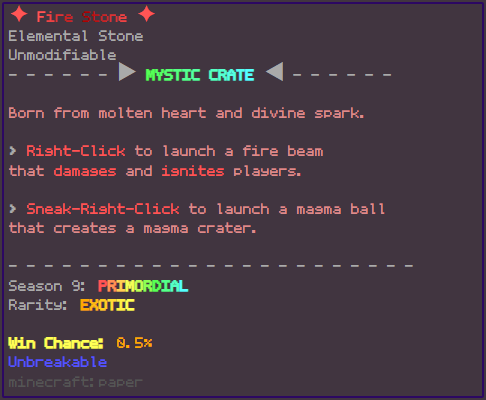 ✦ Fire Stone ✦
Elemental Stone
Unmodifiable
- - - - - - ▶ MYSTIC CRATE ◀ - - - - - -
Born from molten heart and divine spark.
> Right-Click to launch a fire beam
that damages and ignites players.
> Sneak-Right-Click to launch a magma ball
that creates a magma crater.
- - - - - - - - - - - - - - - - - - - - - - - - -
Season 9: PRIMORDIAL
Rarity: EXOTIC
Win Chance: 0.5%
Unbreakable
minecraft:paper